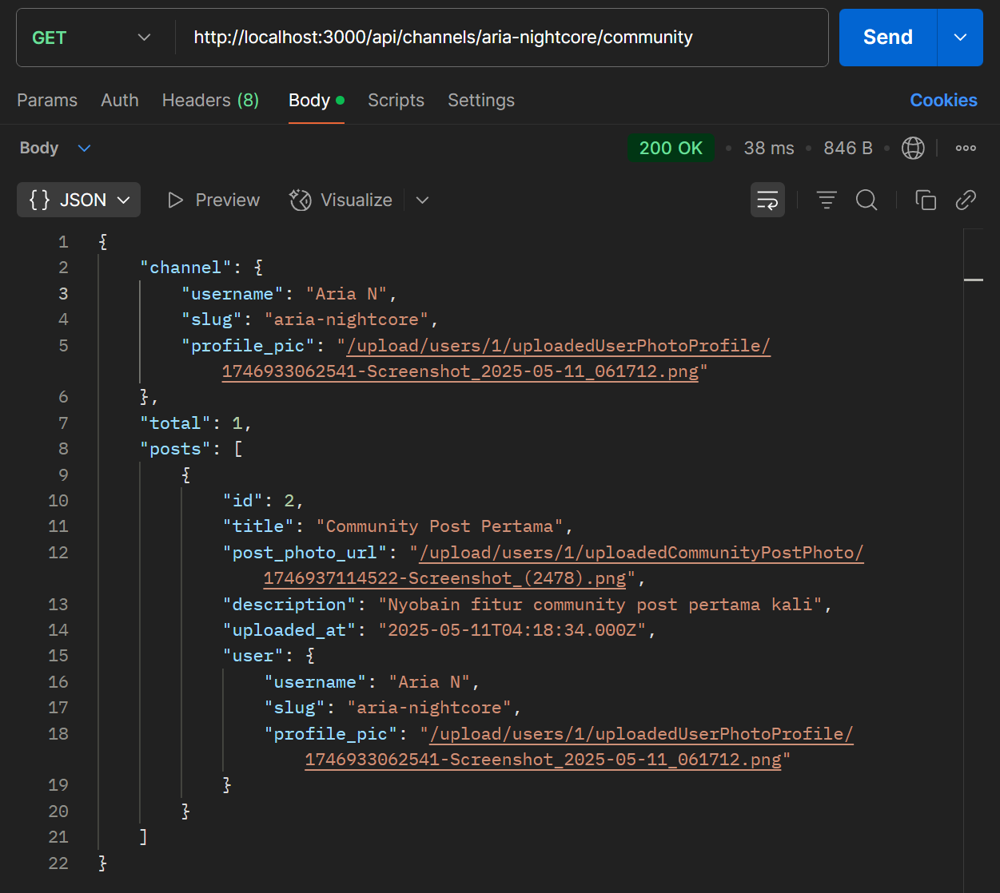 GET http://localhost:3000/api/channels/aria-nightcore/community Send
Params Auth Headers (8) Body Scripts Settings Cookies
Body 200 OK 38 ms 846 B
{} JSON Preview Visualize
1 {
2 "channel": {
3 "username": "Aria N",
4 "slug": "aria-nightcore",
5 "profile_pic": "/upload/users/1/uploadedUserPhotoProfile/
1746933062541-Screenshot_2025-05-11_061712.png"
6 },
7 "total": 1,
8 "posts": [
9 {
10 "id": 2,
11 "title": "Community Post Pertama",
12 "post_photo_url": "/upload/users/1/uploadedCommunityPostPhoto/
1746937114522-Screenshot_(2478).png",
13 "description": "Nyobain fitur community post pertama kali",
14 "uploaded_at": "2025-05-11T04:18:34.000Z",
15 "user": {
16 "username": "Aria N",
17 "slug": "aria-nightcore",
18 "profile_pic": "/upload/users/1/uploadedUserPhotoProfile/
1746933062541-Screenshot_2025-05-11_061712.png"
19 }
20 }
21 ]
22 }